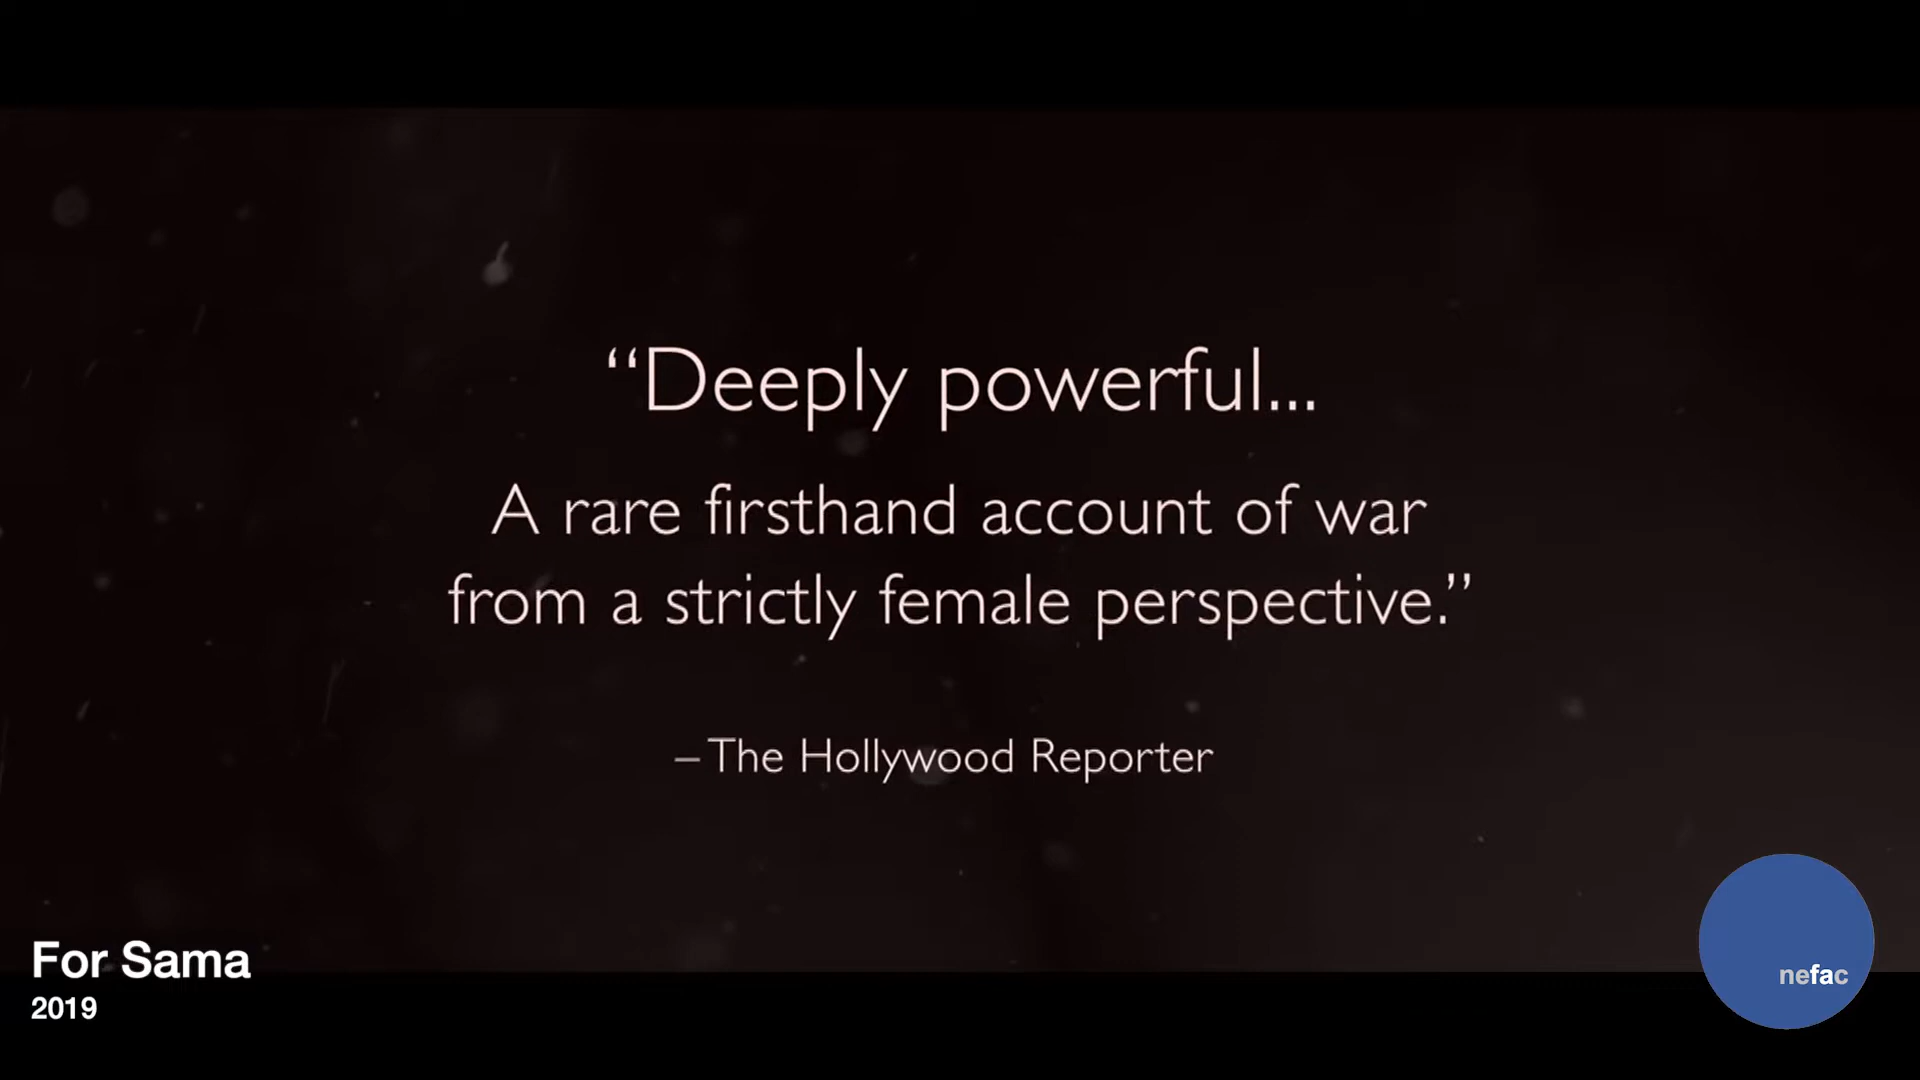 “Deeply powerful...
A rare firsthand account of war
from a strictly female perspective.”
– The Hollywood Reporter
For Sama
2019
nefac